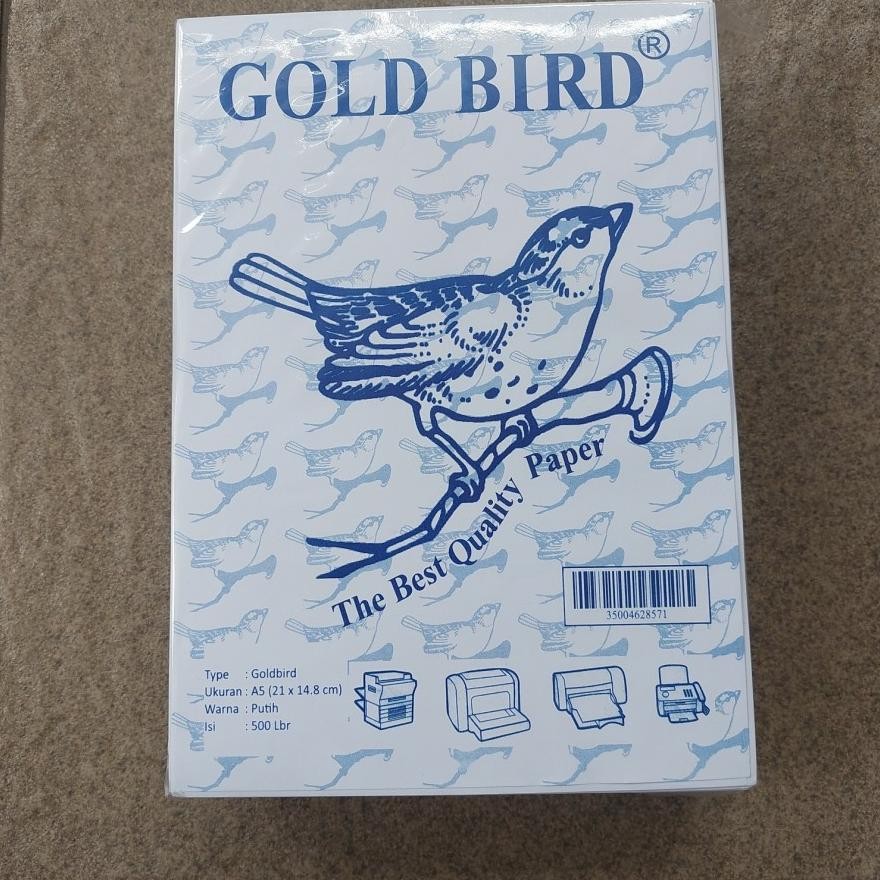 GOLD BIRD®
The Best Quality Paper
35004628571
Type : Goldbird
Ukuran : A5 (21 x 14.8 cm)
Warna : Putih
Isi : 500 Lbr